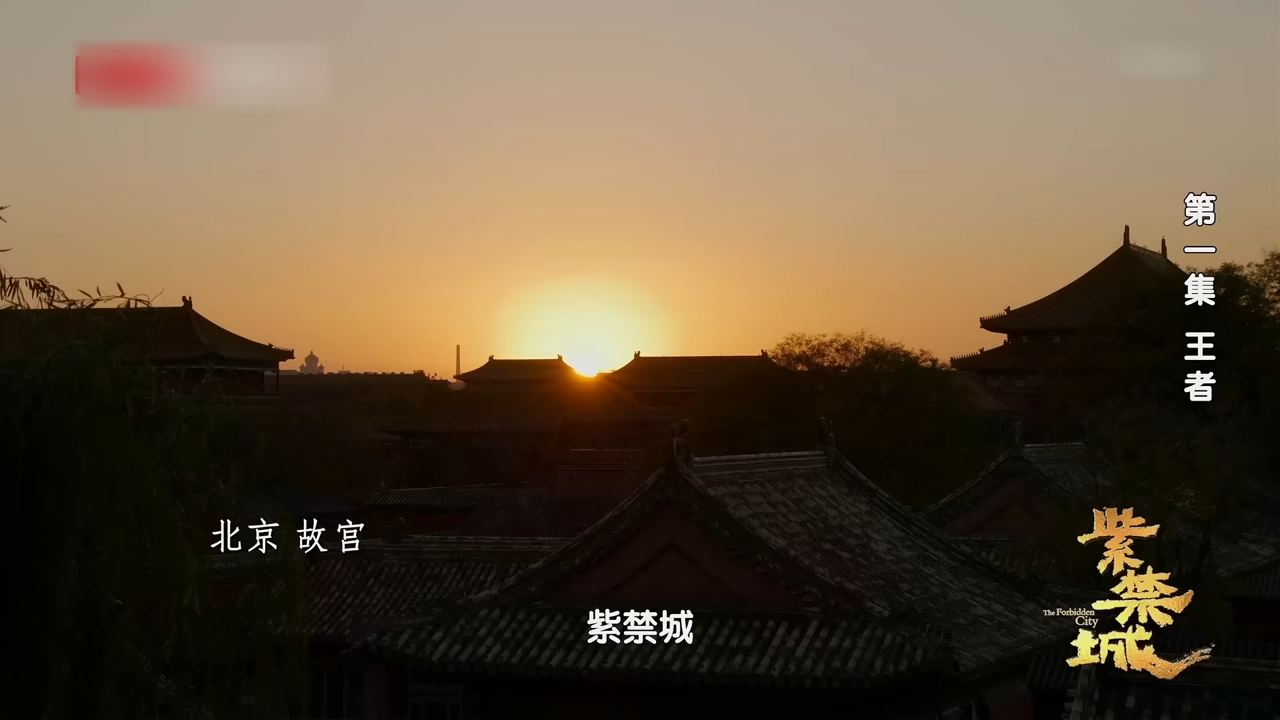 第一集 王者
北京 故宫
紫禁城
紫禁城
The Forbidden
City